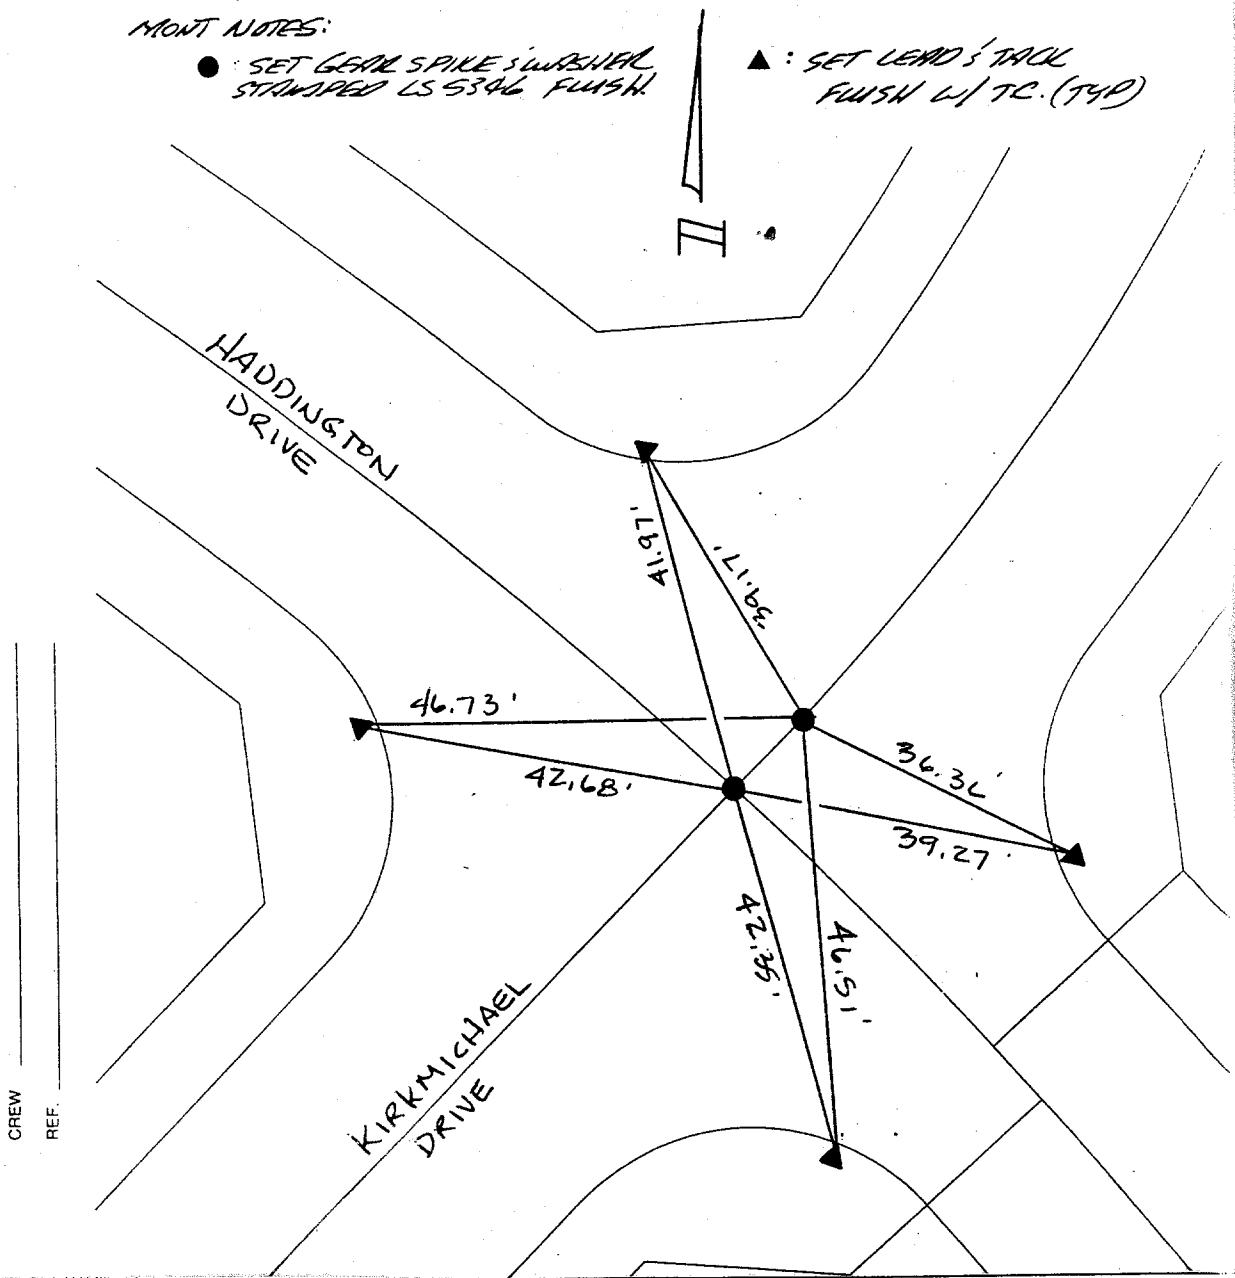 MONT NOTES:
● : SET GEAR SPIKE & WASHER
STAMPED LS 5346 FLUSH.
▲ : SET LEAD & TACK
FLUSH W/ TC. (TYP)
HADDINGTON
DRIVE
41.97'
39.17'
46.73'
42.68'
36.36'
39.27'
42.35'
46.51'
KIRKMICHAEL
DRIVE
CREW
REF.